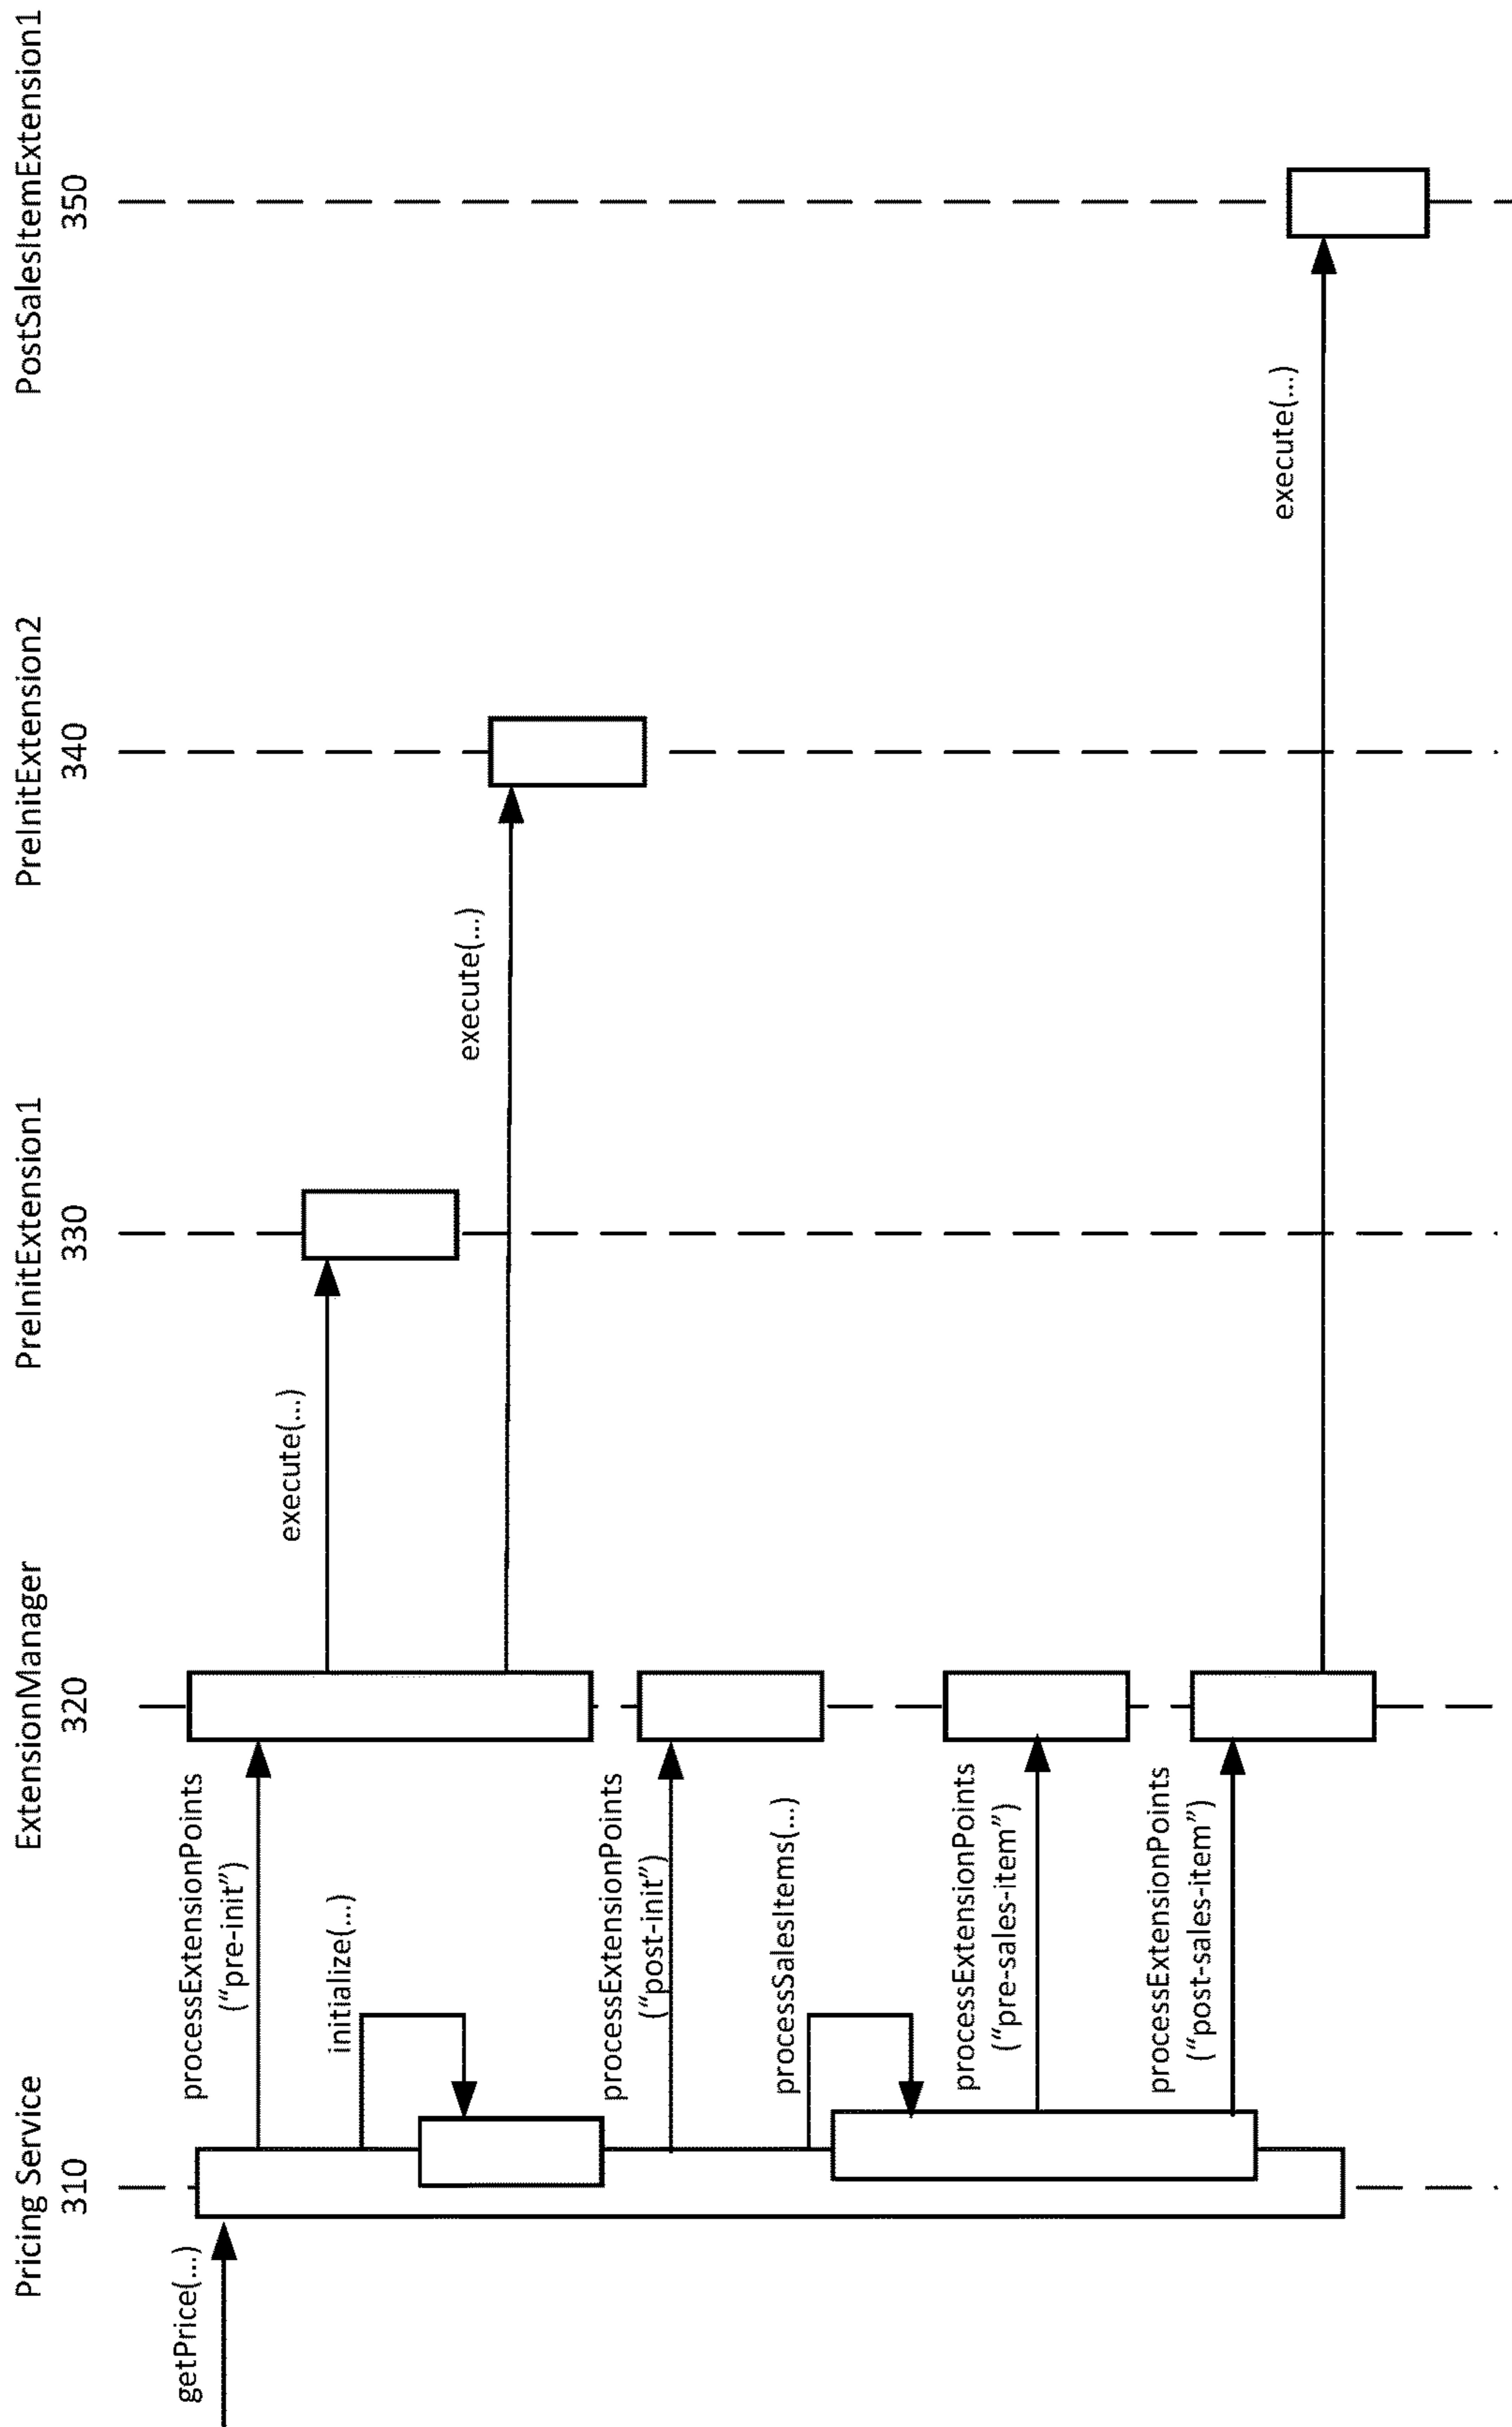 Pricing Service
310
ExtensionManager
320
PreInitExtension1
330
PreInitExtension2
340
PostSalesItemExtension1
350
getPrice(...)
processExtensionPoints
(“pre-init”)
execute(...)
initialize(...)
execute(...)
processExtensionPoints
(“post-init”)
processSalesItems(...)
processExtensionPoints
(“pre-sales-item”)
processExtensionPoints
(“post-sales-item”)
execute(...)